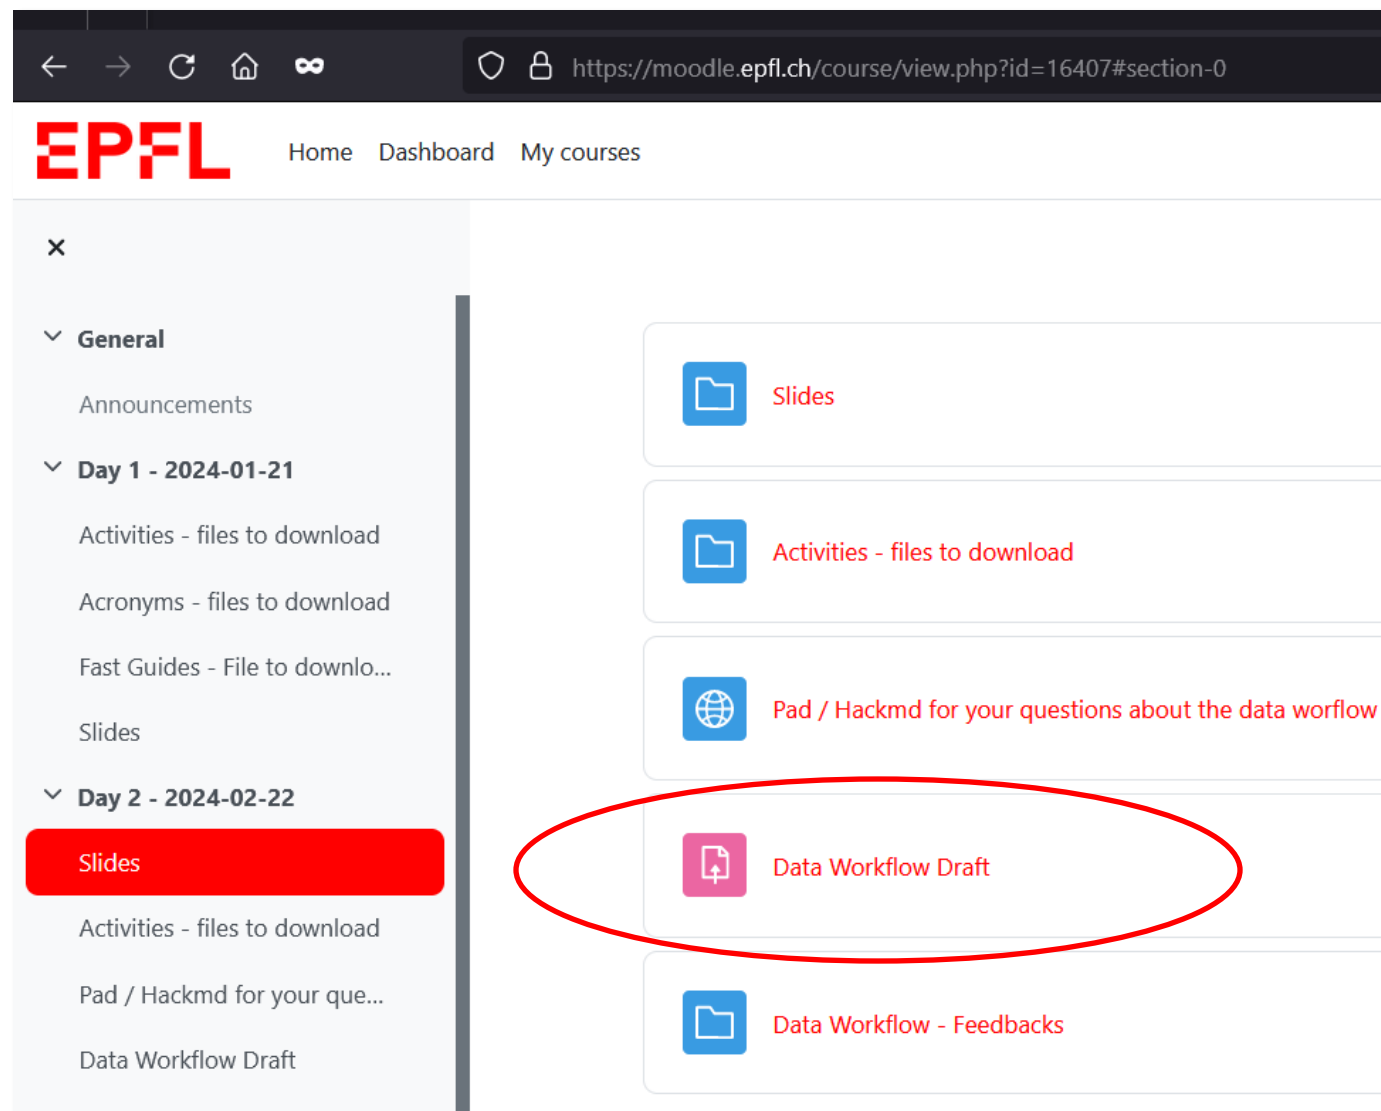 https://moodle.epfl.ch/course/view.php?id=16407#section-0
EPFL Home Dashboard My courses
General
Announcements
Day 1 - 2024-01-21
Activities - files to download
Acronyms - files to download
Fast Guides - File to downlo...
Slides
Day 2 - 2024-02-22
Slides
Activities - files to download
Pad / Hackmd for your que...
Data Workflow Draft
Slides
Activities - files to download
Pad / Hackmd for your questions about the data worflow
Data Workflow Draft
Data Workflow - Feedbacks